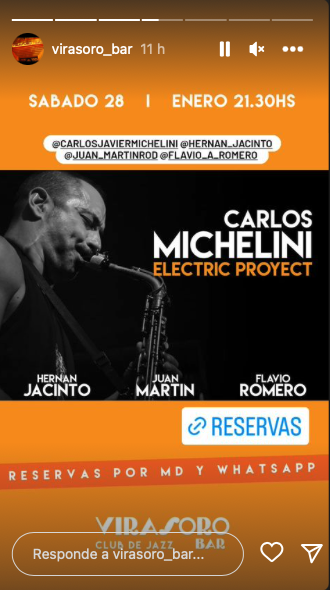 virasoro_bar 11 h
SABADO 28 | ENERO 21.30HS
@CARLOSJAVIERMICHELINI @HERNAN_JACINTO
@JUAN_MARTINROD @FLAVIO_A_ROMERO
CARLOS
MICHELINI
ELECTRIC PROYECT
HERNAN
JACINTO
JUAN
MARTIN
FLAVIO
ROMERO
RESERVAS
RESERVAS POR MD Y WHATSAPP
VIRASORO
CLUB DE JAZZ BAR
Responde a virasoro_bar...